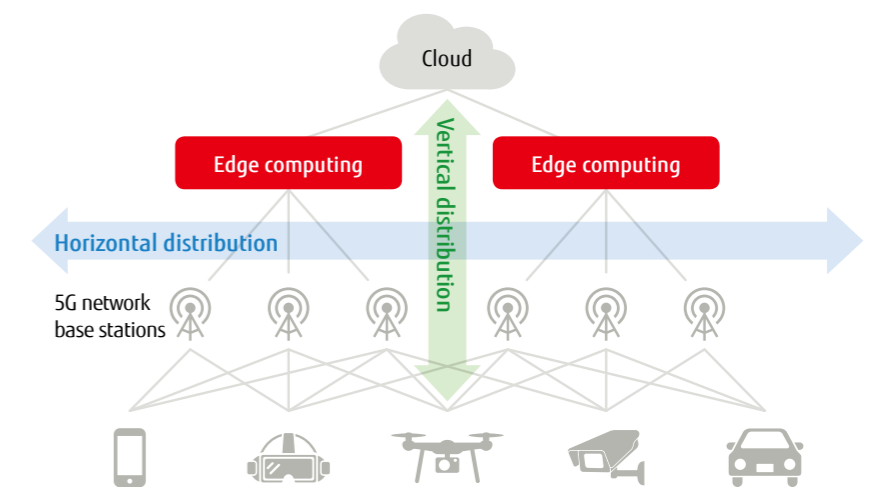 Cloud
Edge computing
Edge computing
Vertical distribution
Horizontal distribution
5G network
base stations